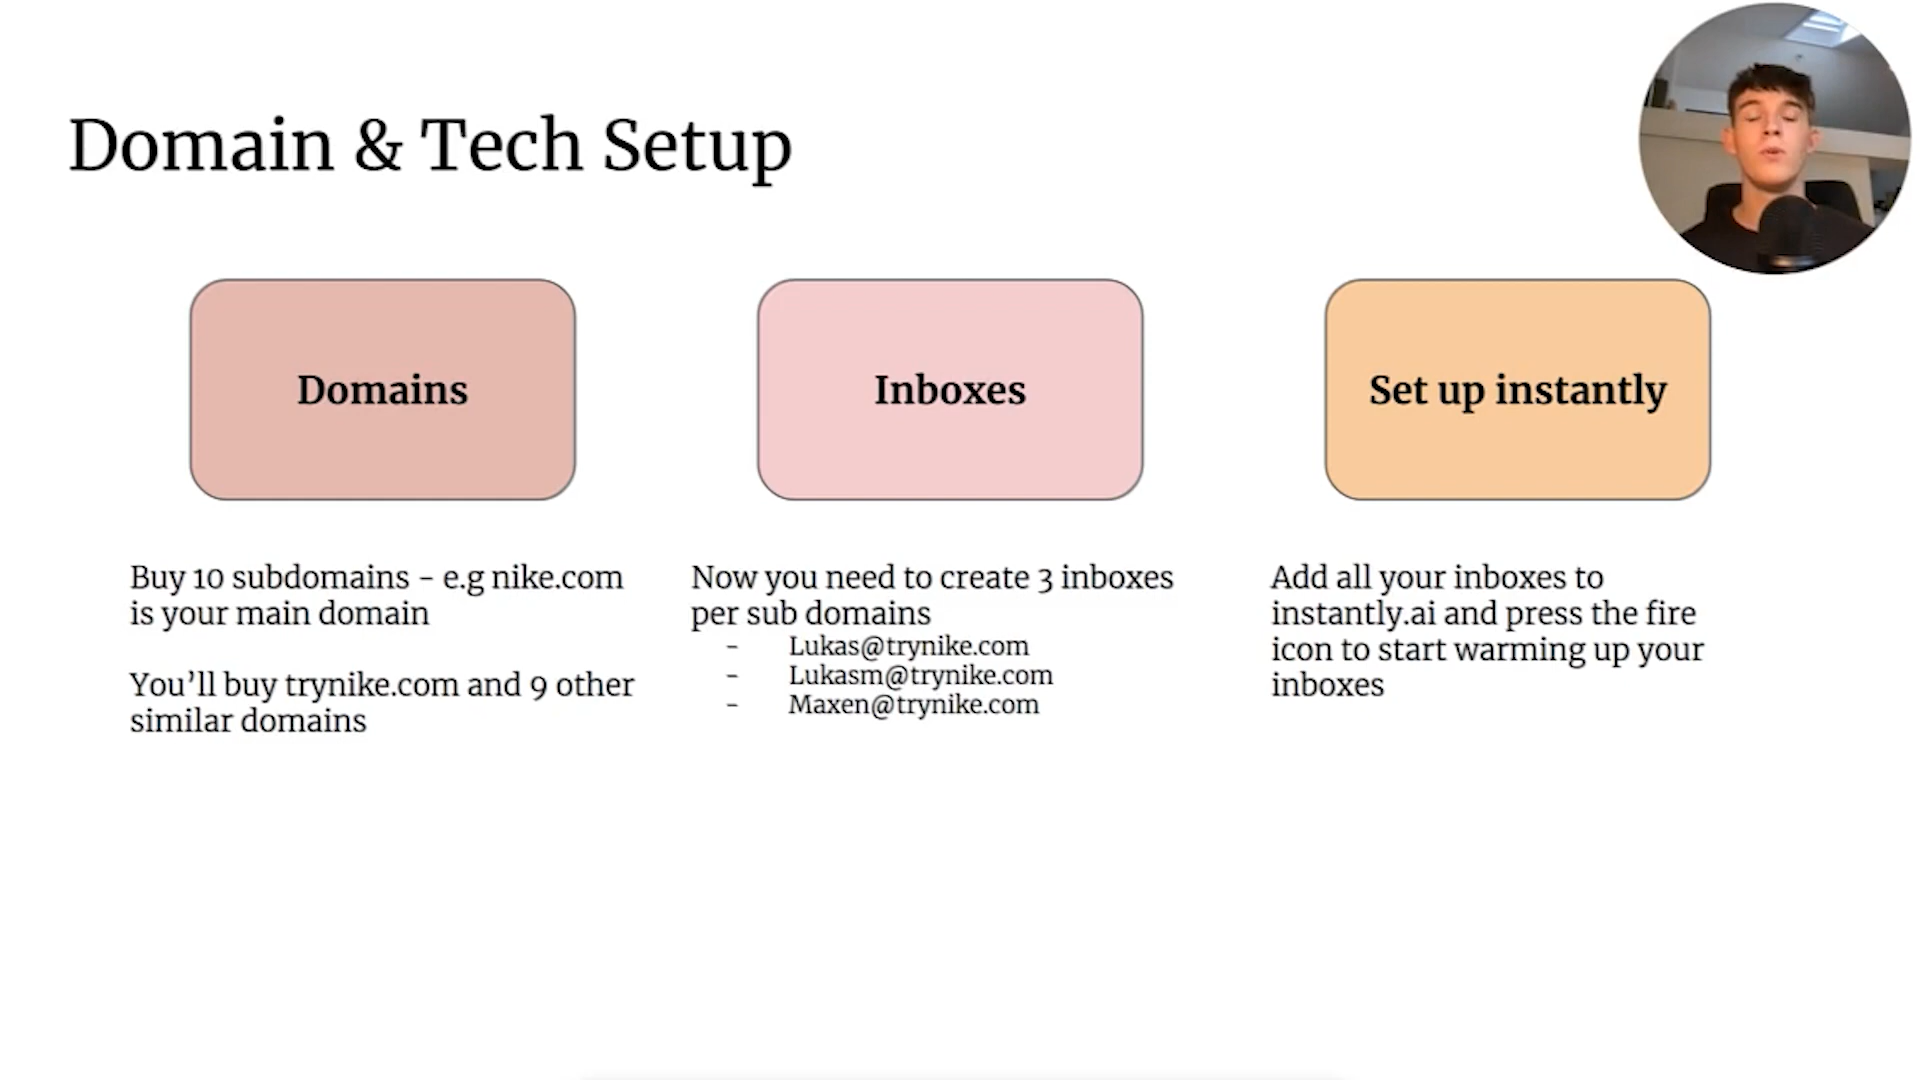 Domain & Tech Setup
Domains
Inboxes
Set up instantly
Buy 10 subdomains - e.g nike.com
is your main domain
You'll buy trynike.com and 9 other
similar domains
Now you need to create 3 inboxes
per sub domains
- Lukas@trynike.com
- Lukasm@trynike.com
- Maxen@trynike.com
Add all your inboxes to
instantly.ai and press the fire
icon to start warming up your
inboxes